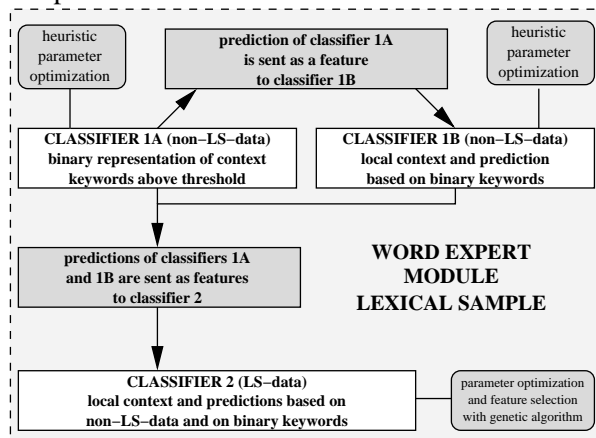 heuristic
parameter
optimization
prediction of classifier 1A
is sent as a feature
to classifier 1B
heuristic
parameter
optimization
CLASSIFIER 1A (non−LS−data)
binary representation of context
keywords above threshold
CLASSIFIER 1B (non−LS−data)
local context and prediction
based on binary keywords
predictions of classifiers 1A
and 1B are sent as features
to classifier 2
WORD EXPERT
MODULE
LEXICAL SAMPLE
CLASSIFIER 2 (LS−data)
local context and predictions based on
non−LS−data and on binary keywords
parameter optimization
and feature selection
with genetic algorithm